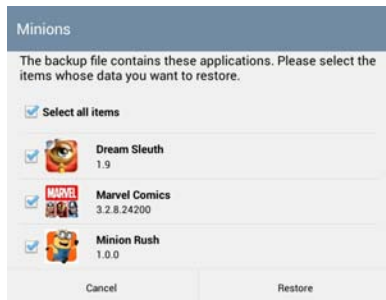 Minions
The backup file contains these applications. Please select the
items whose data you want to restore.
Select all items
Dream Sleuth
1.9
MARVEL
Marvel Comics
3.2.8.24200
Minion Rush
1.0.0
Cancel
Restore